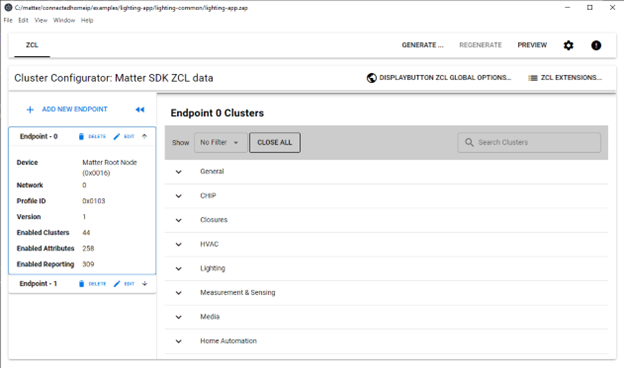 C:/matter/connectedhomeip/examples/lighting-app/lighting-common/lighting-app.zap
File Edit View Window Help
ZCL
GENERATE ... REGENERATE PREVIEW
Cluster Configurator: Matter SDK ZCL data
DISPLAYBUTTON ZCL GLOBAL OPTIONS... ZCL EXTENSIONS...
ADD NEW ENDPOINT
Endpoint - 0 DELETE EDIT
Device Matter Root Node (0x0016)
Network 0
Profile ID 0x0103
Version 1
Enabled Clusters 44
Enabled Attributes 258
Enabled Reporting 309
Endpoint - 1 DELETE EDIT
Endpoint 0 Clusters
Show No Filter CLOSE ALL Search Clusters
General
CHIP
Closures
HVAC
Lighting
Measurement & Sensing
Media
Home Automation